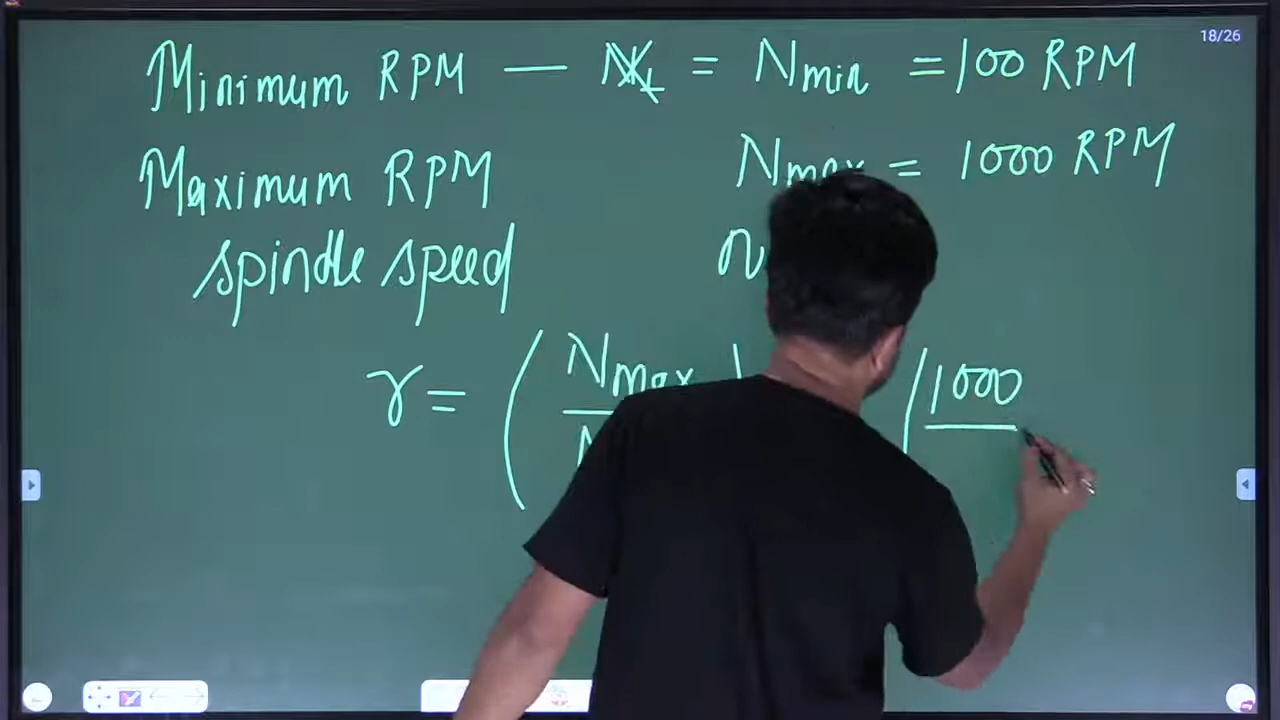 18/26
Minimum RPM — = Nmin = 100 RPM
Maximum RPM Nmax = 1000 RPM
spindle speed n
γ = ( Nmax ( 1000
N